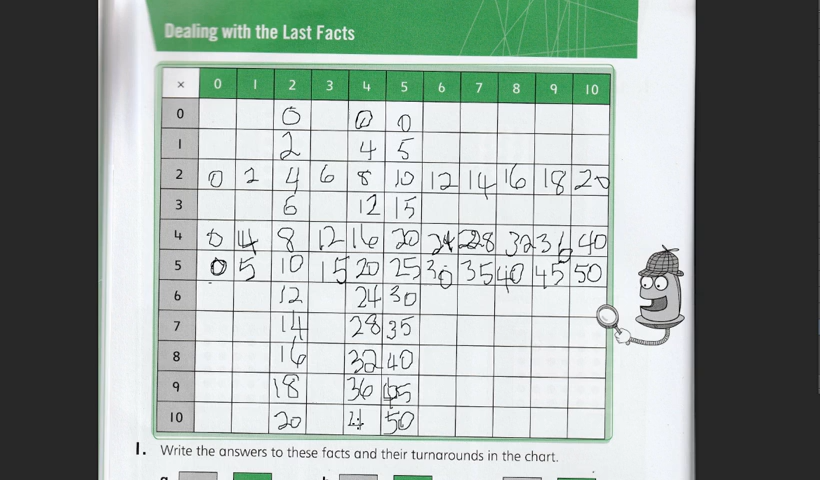 Dealing with the Last Facts
× 0 1 2 3 4 5 6 7 8 9 10
0 0 0 0
1 2 4 5
2 0 2 4 6 8 10 12 14 16 18 20
3 6 12 15
4 0 4 8 12 16 20 24 28 32 36 40
5 0 5 10 15 20 25 30 35 40 45 50
6 12 24 30
7 14 28 35
8 16 32 40
9 18 36 45
10 20 4 50
1. Write the answers to these facts and their turnarounds in the chart.